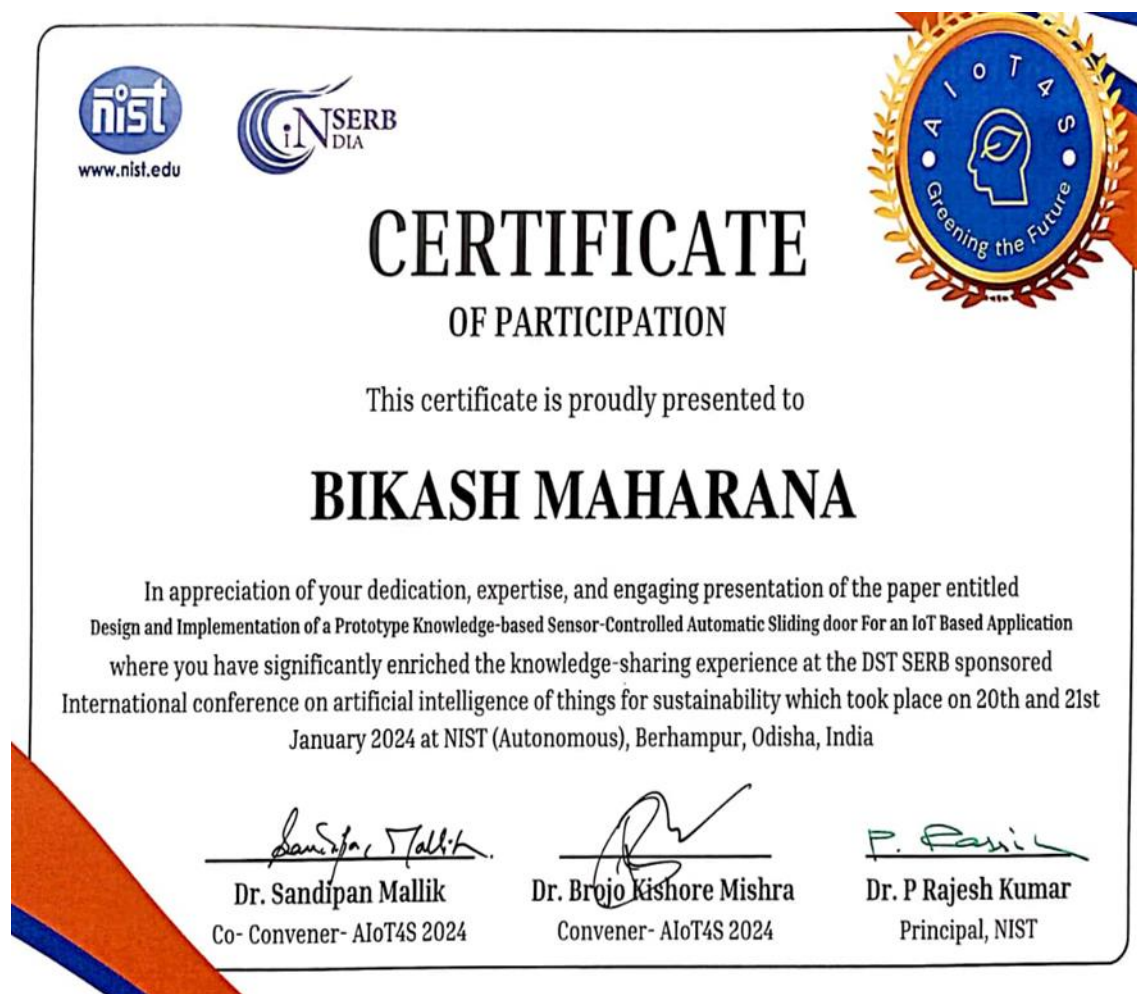 nist
www.nist.edu
iNSERB
DIA
AIoT4S
Greening the Future
CERTIFICATE
OF PARTICIPATION
This certificate is proudly presented to
BIKASH MAHARANA
In appreciation of your dedication, expertise, and engaging presentation of the paper entitled
Design and Implementation of a Prototype Knowledge-based Sensor-Controlled Automatic Sliding door For an IoT Based Application
where you have significantly enriched the knowledge-sharing experience at the DST SERB sponsored
International conference on artificial intelligence of things for sustainability which took place on 20th and 21st
January 2024 at NIST (Autonomous), Berhampur, Odisha, India
Dr. Sandipan Mallik
Dr. Brojo Kishore Mishra
Dr. P Rajesh Kumar
Co- Convener- AIoT4S 2024
Convener- AIoT4S 2024
Principal, NIST